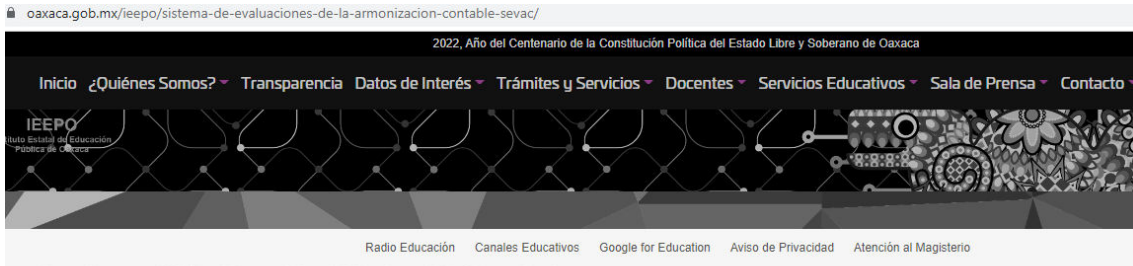 oaxaca.gob.mx/ieepo/sistema-de-evaluaciones-de-la-armonizacion-contable-sevac/
2022, Año del Centenario de la Constitución Política del Estado Libre y Soberano de Oaxaca
Inicio ¿Quiénes Somos? Transparencia Datos de Interés Trámites y Servicios Docentes Servicios Educativos Sala de Prensa Contacto
IEEPO
tituto Estatal de Educación
Pública de Oaxaca
Radio Educación Canales Educativos Google for Education Aviso de Privacidad Atención al Magisterio